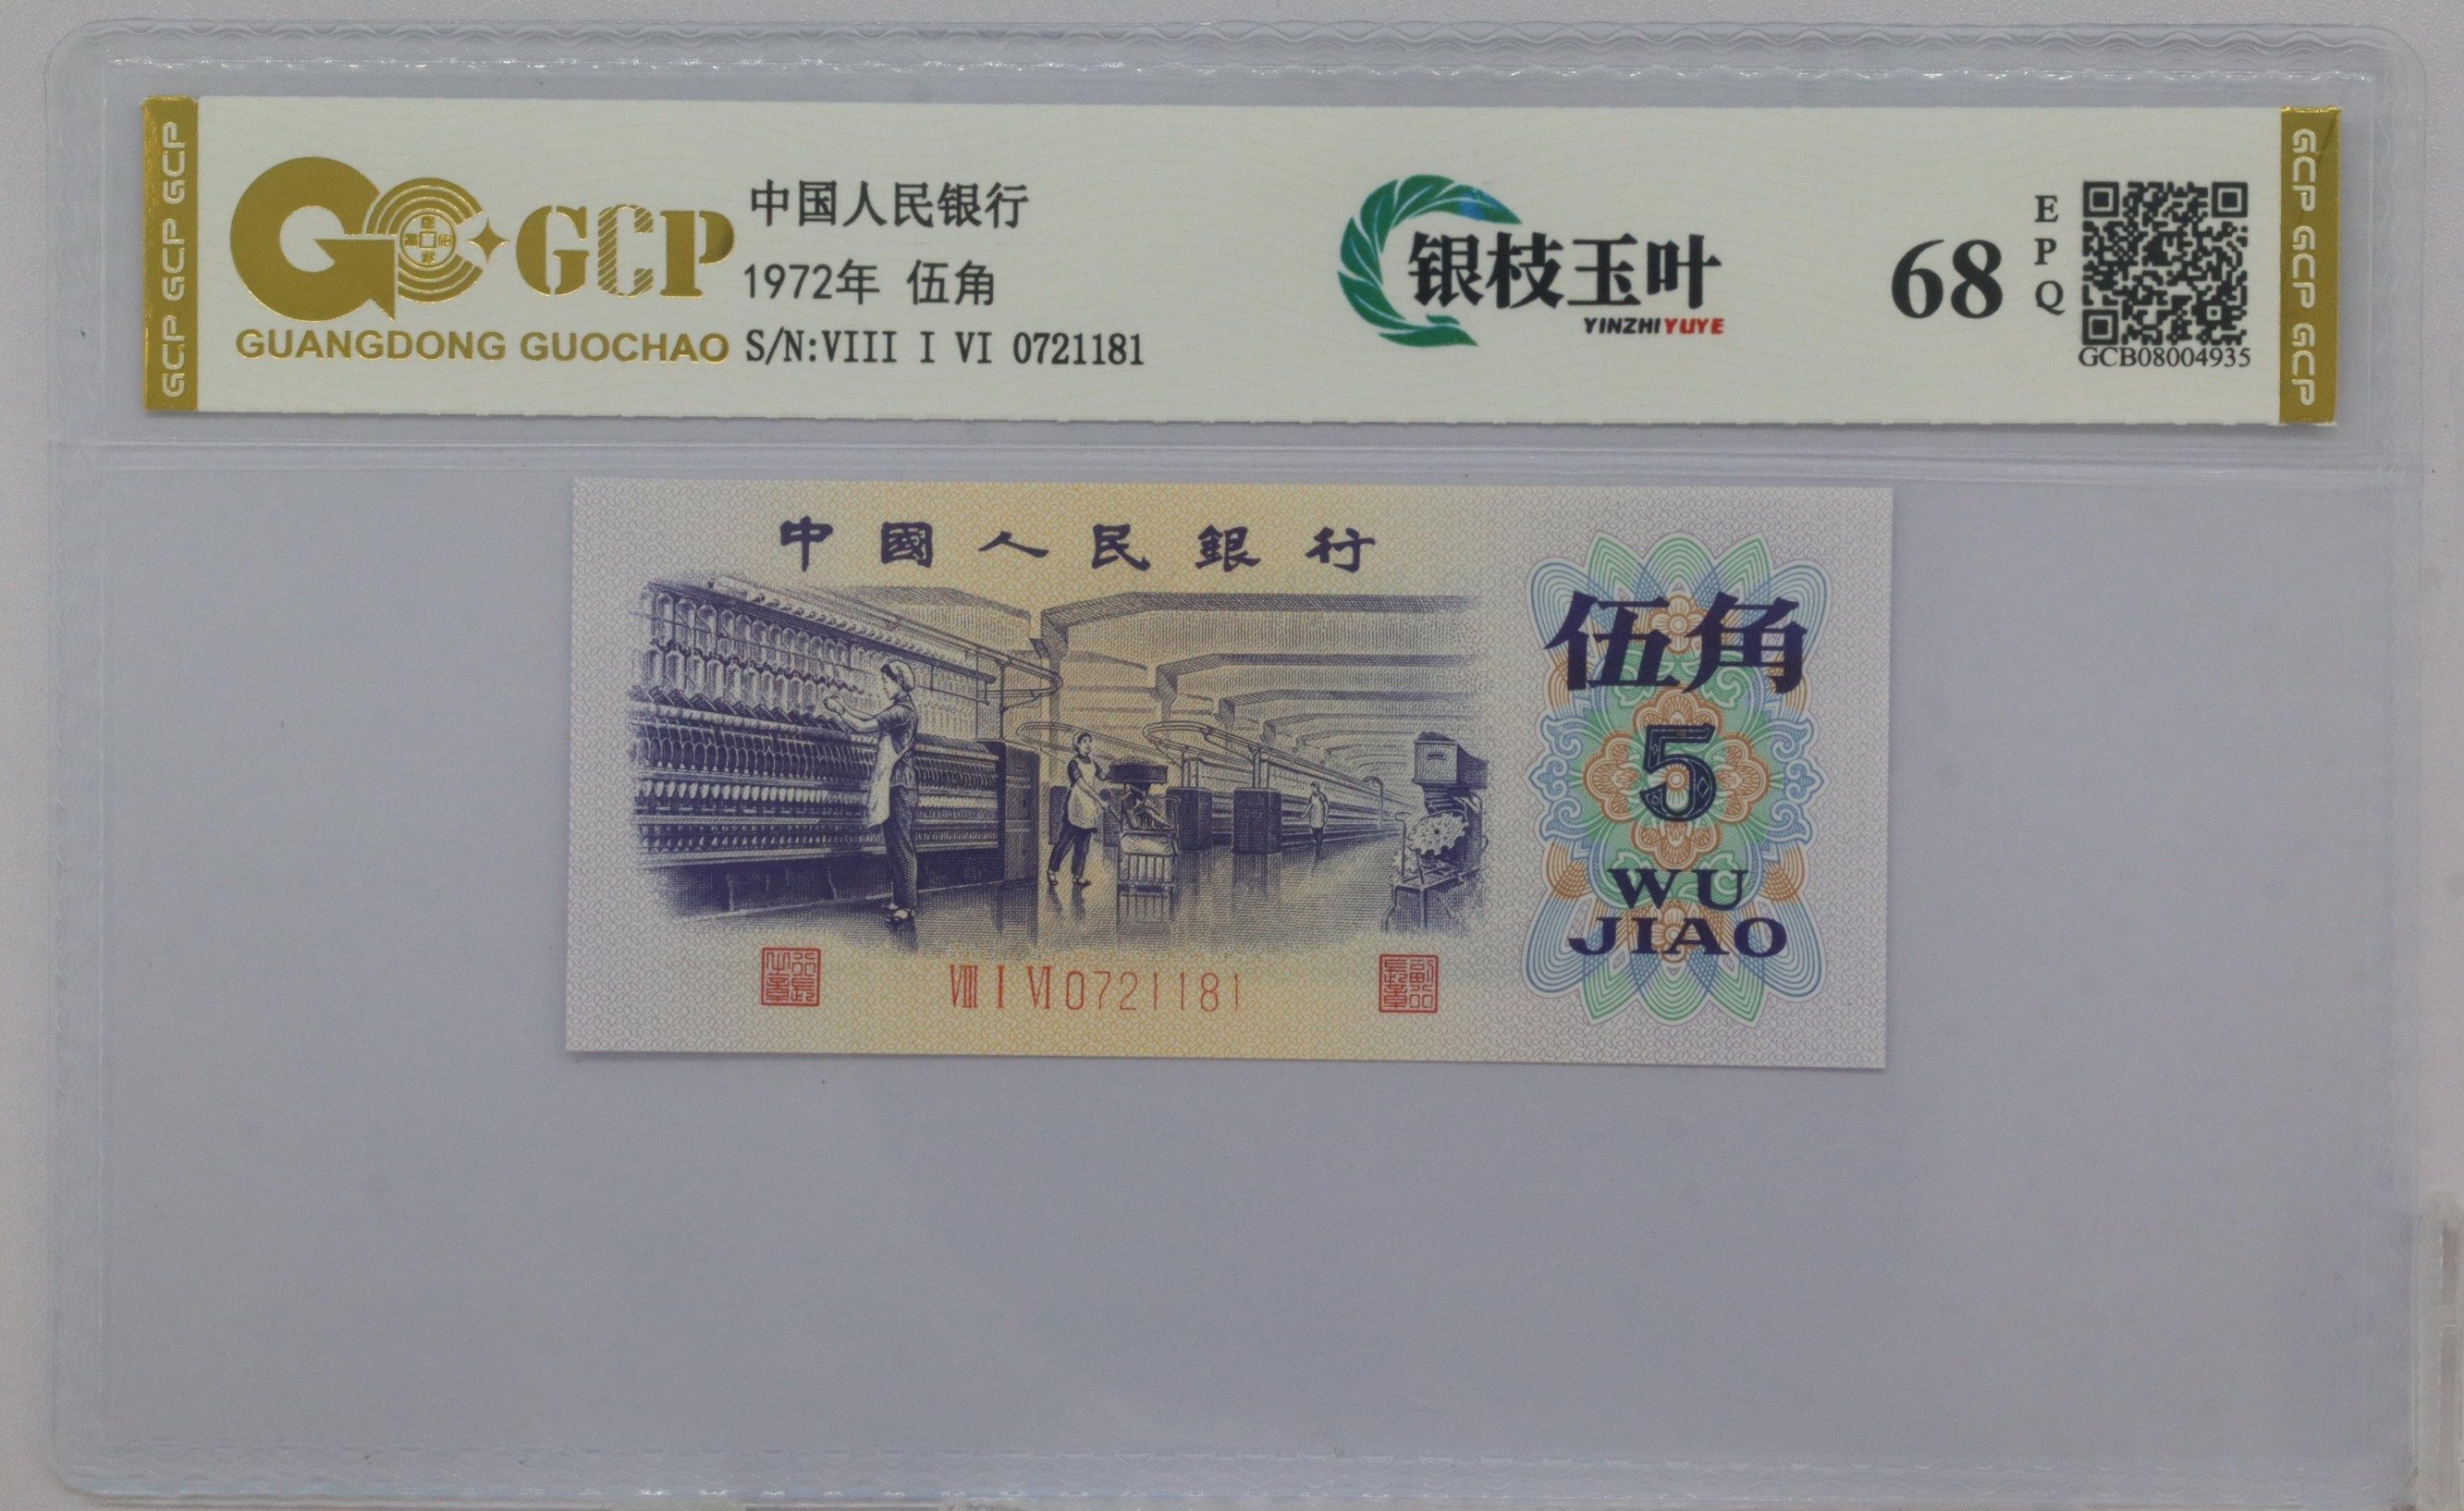 GCP GCP GCP
GCP
GUANGDONG GUOCHAO
中国人民银行
1972年 伍角
S/N:VIII I VI 0721181
银枝玉叶
YINZHIYUYE
68
EPQ
GCB08004935
GCP GCP GCP
中國人民銀行
伍角
5
WU
JIAO
VIII I VI 0721181